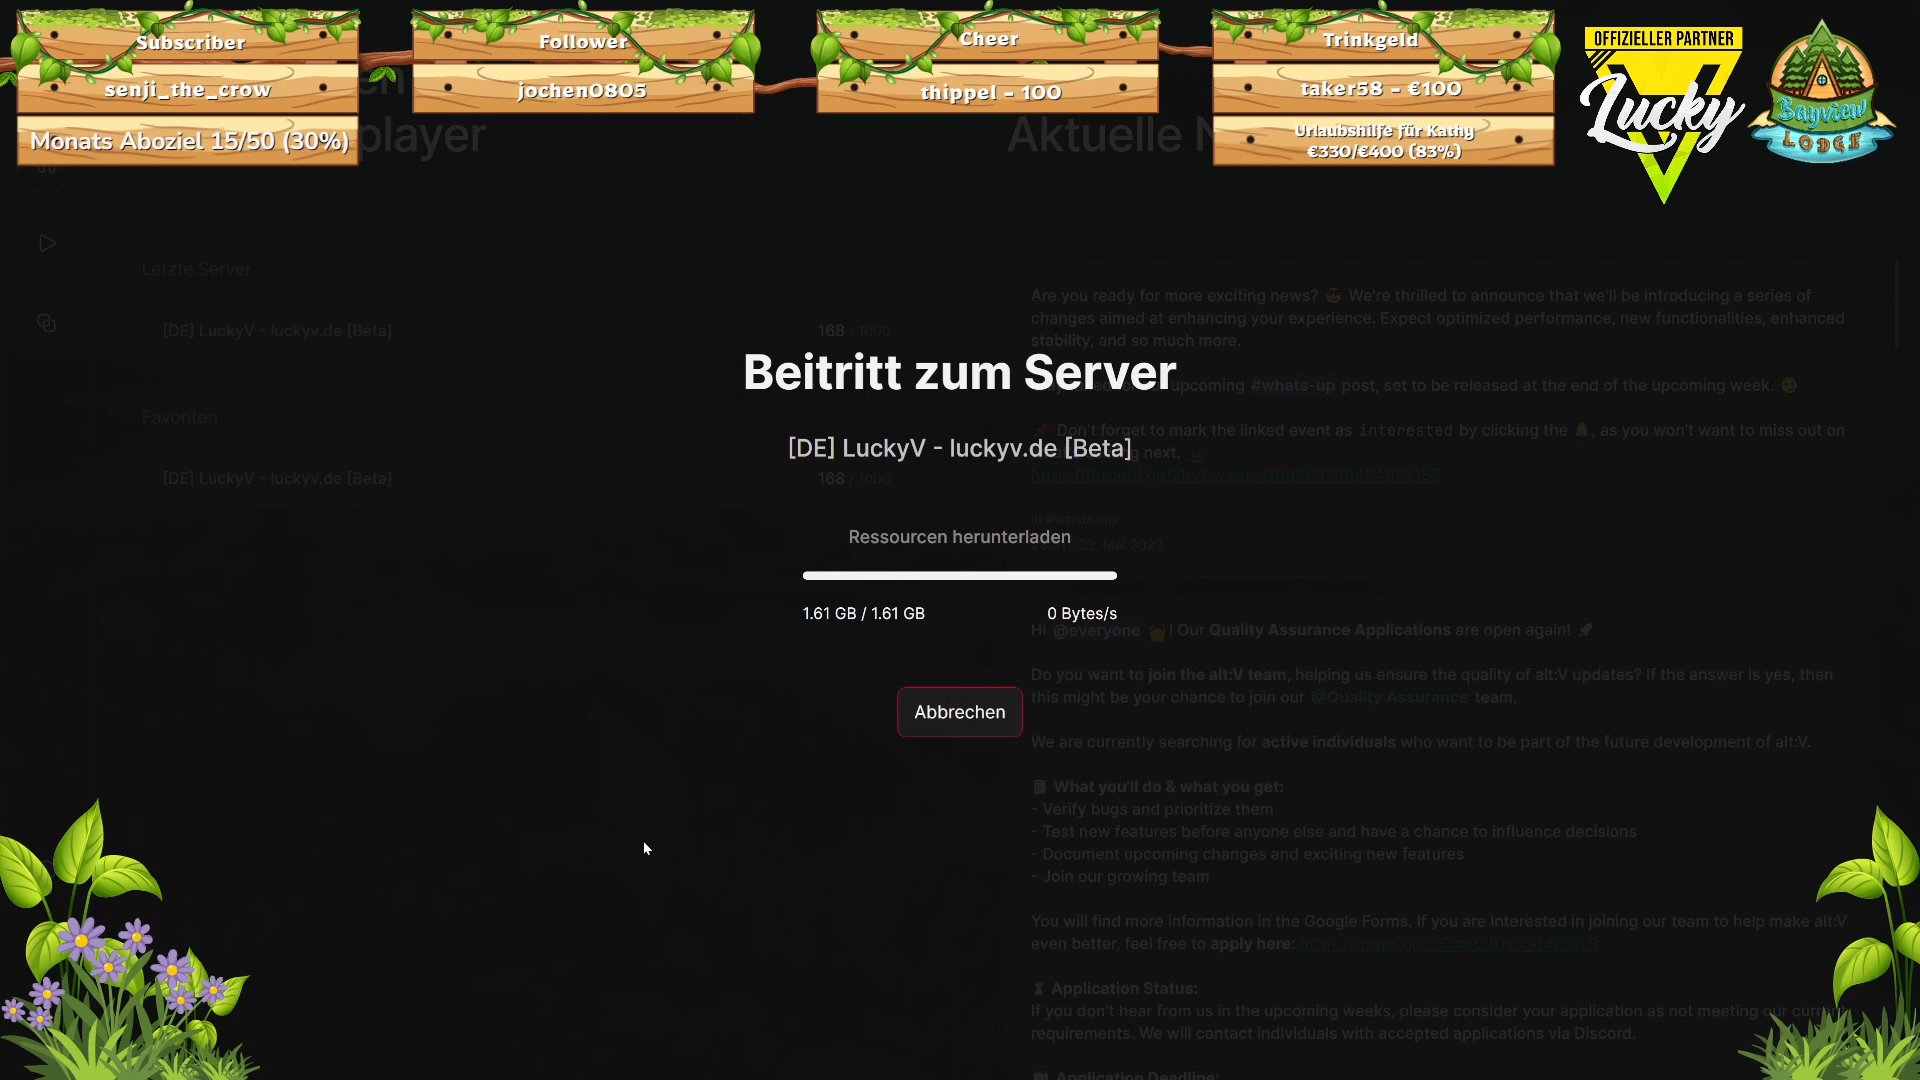 Subscriber
senji_the_crow
Monats Aboziel 15/50 (30%)
Follower
jochen0805
Cheer
thippel - 100
Trinkgeld
taker58 - €100
Urlaubshilfe für Kathy
€330/€400 (83%)
OFFIZIELLER PARTNER
Lucky
V
Bayview
LODGE
player
Aktuelle
Letzte Server
[DE] LuckyV - luckyv.de [Beta]
168 / 1000
Favoriten
[DE] LuckyV - luckyv.de [Beta]
168 / 1000
Beitritt zum Server
[DE] LuckyV - luckyv.de [Beta]
Ressourcen herunterladen
1.61 GB / 1.61 GB
0 Bytes/s
Abbrechen
Are you ready for more exciting news? We're thrilled to announce that we'll be introducing a series of
changes aimed at enhancing your experience. Expect optimized performance, new functionalities, enhanced
stability, and so much more.
upcoming #whats-up post, set to be released at the end of the upcoming week.
Don't forget to mark the linked event as interested by clicking the , as you won't want to miss out on
next.
in #whats-up
23. Mai 2023
Hi @everyone ! Our Quality Assurance Applications are open again!
Do you want to join the alt:V team, helping us ensure the quality of alt:V updates? If the answer is yes, then
this might be your chance to join our @Quality Assurance team.
We are currently searching for active individuals who want to be part of the future development of alt:V.
What you'll do & what you get:
- Verify bugs and prioritize them
- Test new features before anyone else and have a chance to influence decisions
- Document upcoming changes and exciting new features
- Join our growing team
You will find more information in the Google Forms. If you are interested in joining our team to help make alt:V
even better, feel free to apply here:
Application Status:
If you don't hear from us in the upcoming weeks, please consider your application as not meeting our current
requirements. We will contact individuals with accepted applications via Discord.
Application Deadline: